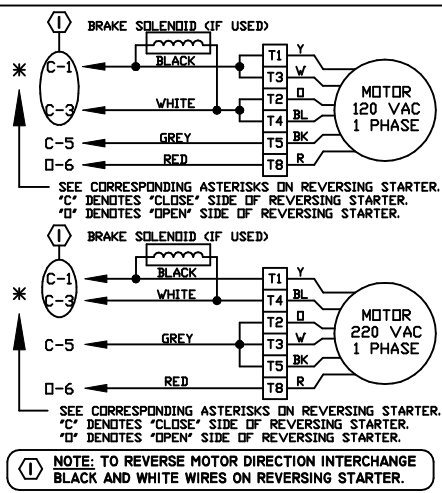 1 BRAKE SOLENOID (IF USED)
C-1 BLACK T1 Y
T3 W
* C-3 WHITE T2 O
T4 BL
C-5 GREY T5 BK
O-6 RED T8 R
MOTOR
120 VAC
1 PHASE
SEE CORRESPONDING ASTERISKS ON REVERSING STARTER.
"C" DENOTES "CLOSE" SIDE OF REVERSING STARTER.
"O" DENOTES "OPEN" SIDE OF REVERSING STARTER.
1 BRAKE SOLENOID (IF USED)
C-1 BLACK T1 Y
* C-3 WHITE T4 BL
T2 O
C-5 GREY T3 W
T5 BK
O-6 RED T8 R
MOTOR
220 VAC
1 PHASE
SEE CORRESPONDING ASTERISKS ON REVERSING STARTER.
"C" DENOTES "CLOSE" SIDE OF REVERSING STARTER.
"O" DENOTES "OPEN" SIDE OF REVERSING STARTER.
1 NOTE: TO REVERSE MOTOR DIRECTION INTERCHANGE
BLACK AND WHITE WIRES ON REVERSING STARTER.